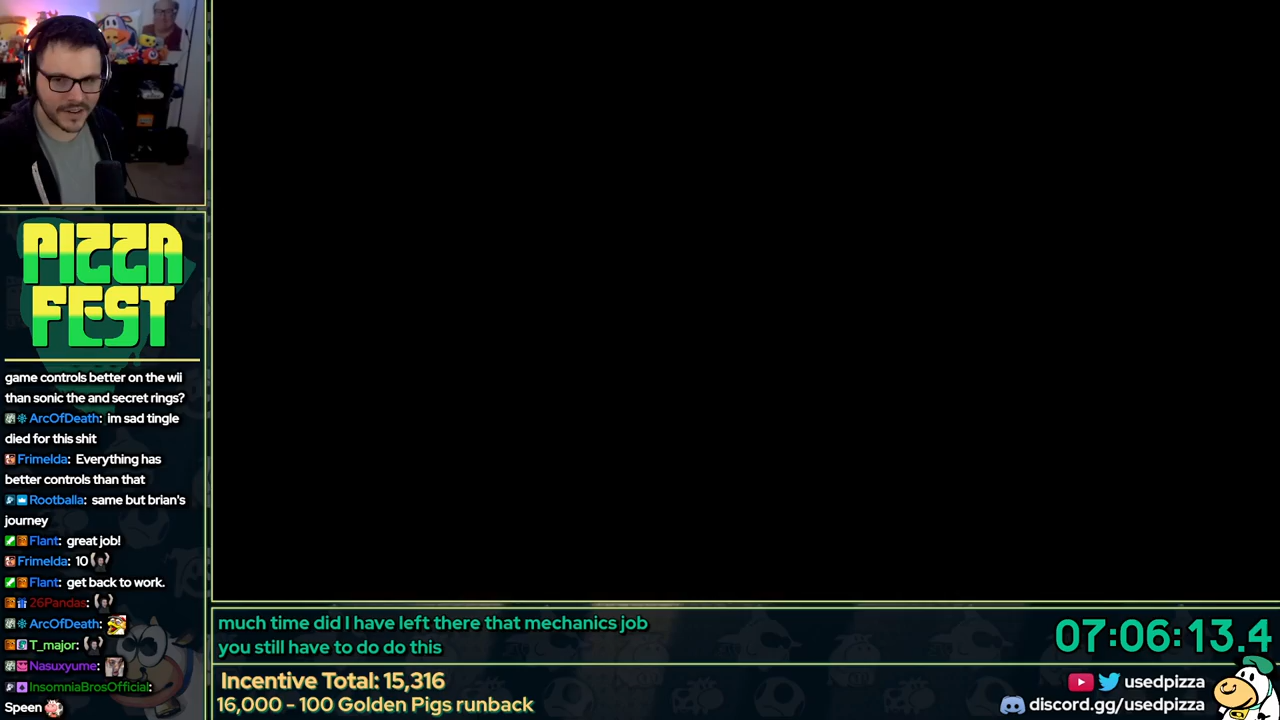 PIZZA
FEST
game controls better on the wii
than sonic the and secret rings?
ArcOfDeath: im sad tingle
died for this shit
Frimelda: Everything has
better controls than that
Rootballa: same but brian's
journey
Flant: great job!
Frimelda: 10
Flant: get back to work.
26Pandas:
ArcOfDeath:
T_major:
Nasuxyume:
InsomniaBrosOfficial:
Speen
much time did I have left there that mechanics job
you still have to do do this
07:06:13.4
Incentive Total: 15,316
16,000 - 100 Golden Pigs runback
usedpizza
discord.gg/usedpizza